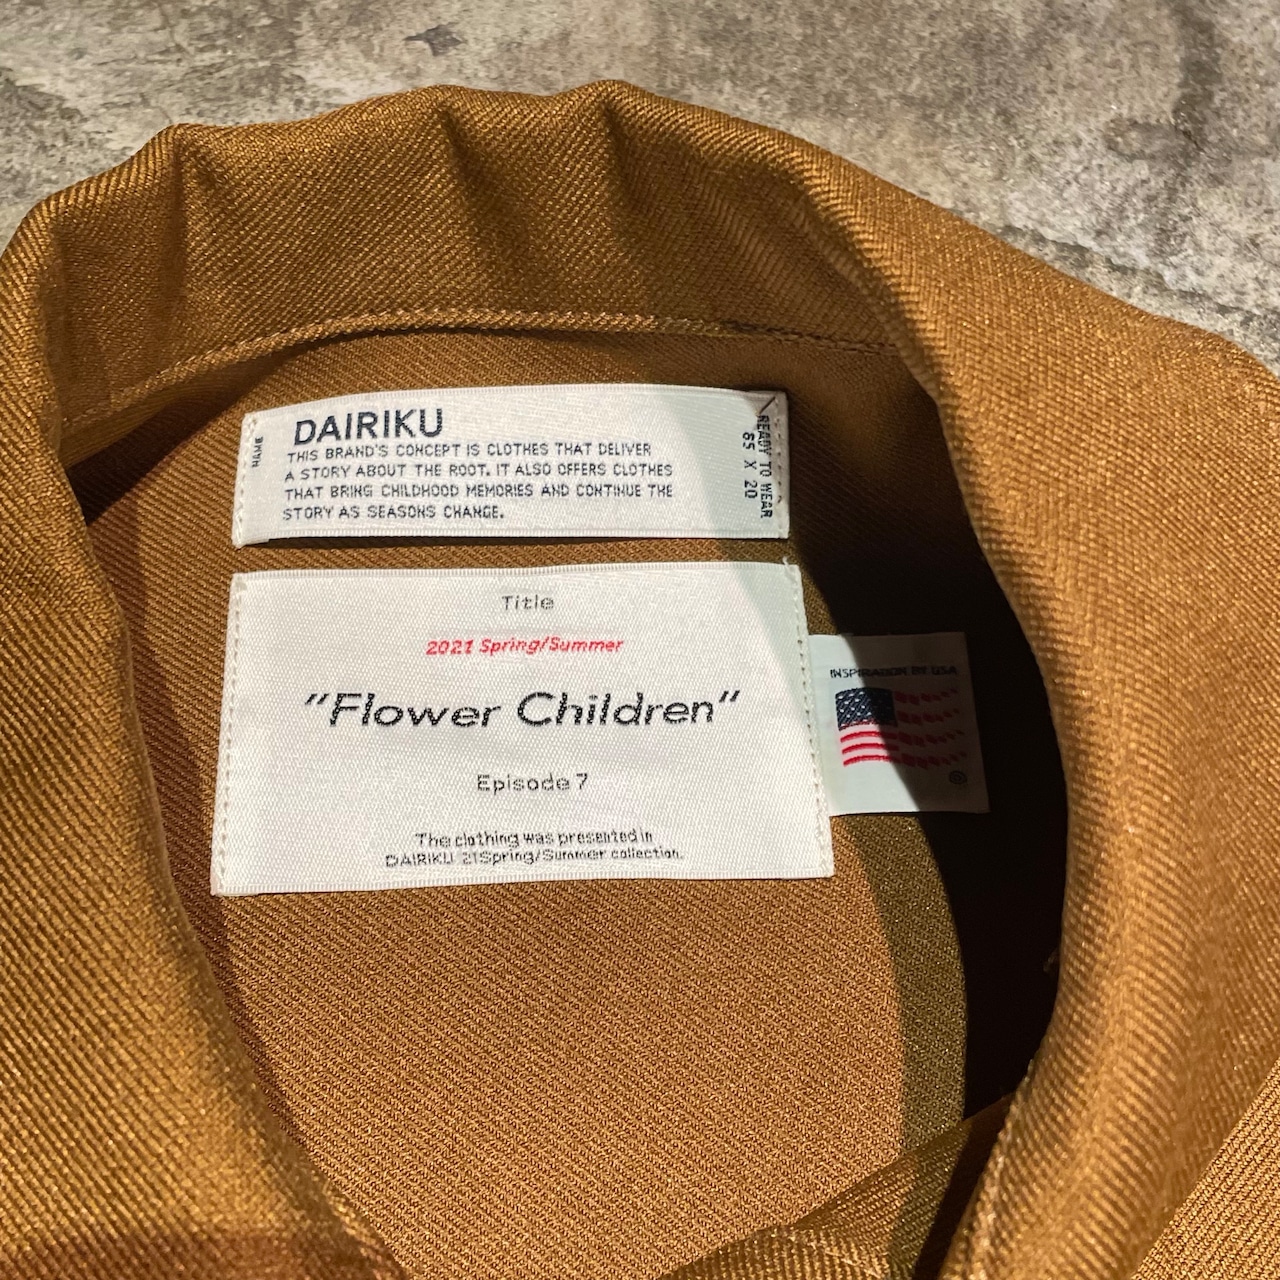 NAME
DAIRIKU
THIS BRAND'S CONCEPT IS CLOTHES THAT DELIVER
A STORY ABOUT THE ROOT. IT ALSO OFFERS CLOTHES
THAT BRING CHILDHOOD MEMORIES AND CONTINUE THE
STORY AS SEASONS CHANGE.
READY TO WEAR
65 X 20
Title
2021 Spring/Summer
"Flower Children"
Episode 7
The clothing was presented in
DAIRIKU 21Spring/Summer collection.
INSPIRATION BY USA